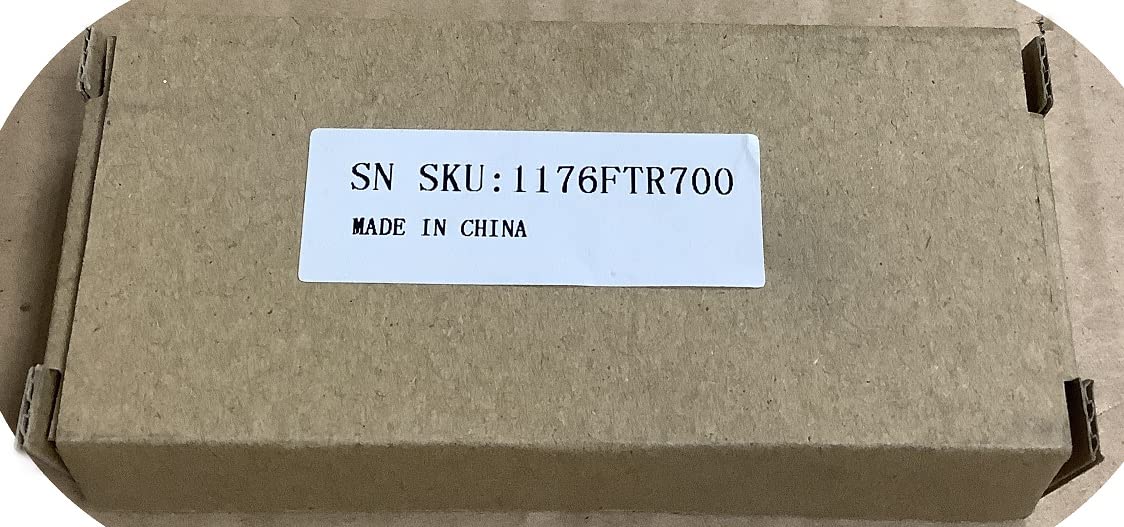 SN SKU:1176FTR700
MADE IN CHINA